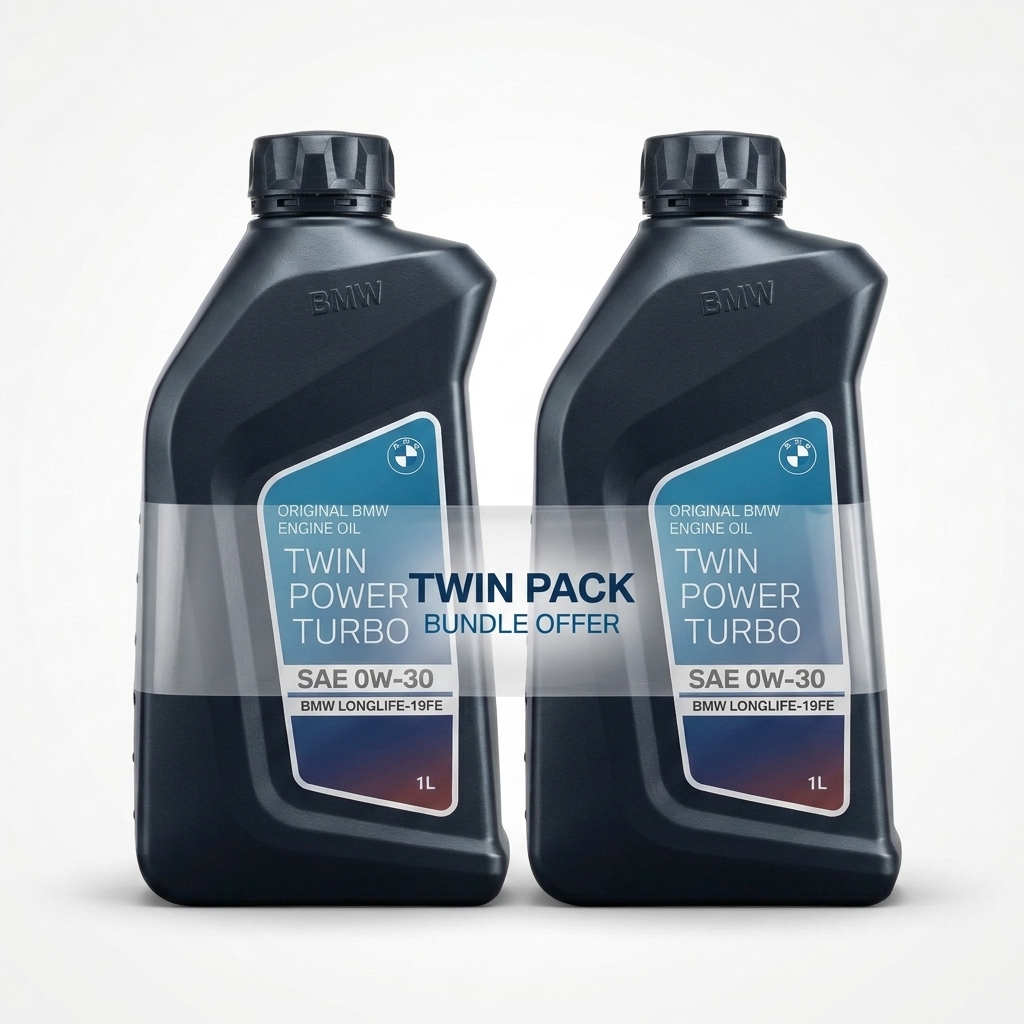 BMW
ORIGINAL BMW
ENGINE OIL
TWIN
POWER
TURBO
SAE 0W-30
BMW LONGLIFE-19FE
1L
TWIN PACK
BUNDLE OFFER
BMW
ORIGINAL BMW
ENGINE OIL
TWIN
POWER
TURBO
SAE 0W-30
BMW LONGLIFE-19FE
1L